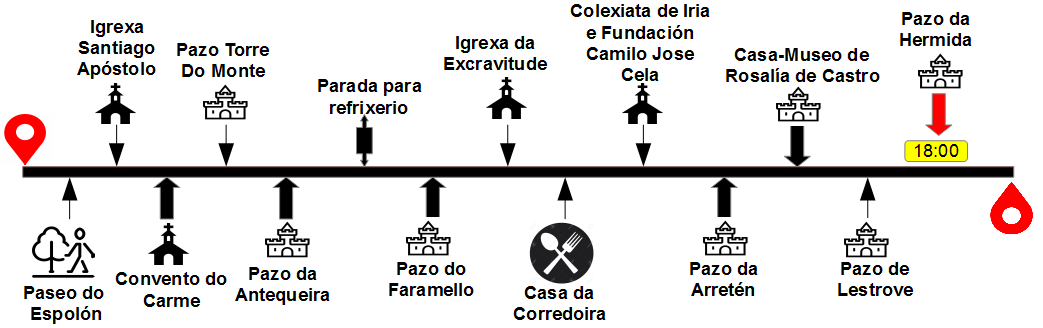 Igrexa
Santiago
Apóstolo
Pazo Torre
Do Monte
Parada para
refrixerio
Igrexa da
Excravitude
Colexiata de Iria
e Fundación
Camilo Jose
Cela
Casa-Museo de
Rosalía de Castro
Pazo da
Hermida
18:00
Paseo do
Espolón
Convento do
Carme
Pazo da
Antequeira
Pazo do
Faramello
Casa da
Corredoira
Pazo da
Arretén
Pazo de
Lestrove